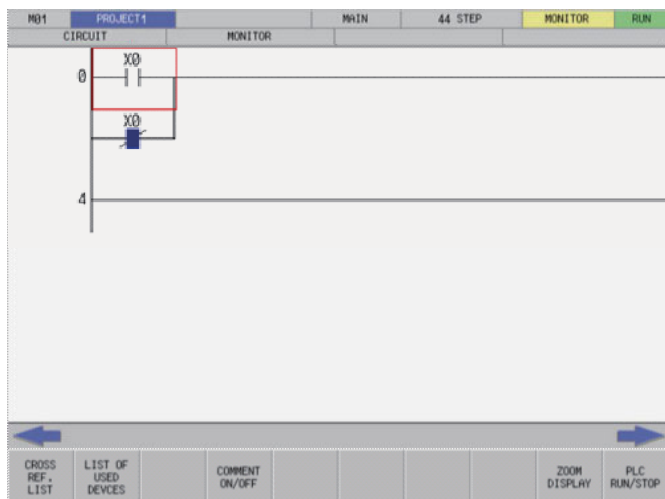 M01 PROJECT1 MAIN 44 STEP MONITOR RUN
CIRCUIT MONITOR
X0
0
X0
4
CROSS REF. LIST
LIST OF USED DEVCES
COMMENT ON/OFF
ZOOM DISPLAY
PLC RUN/STOP